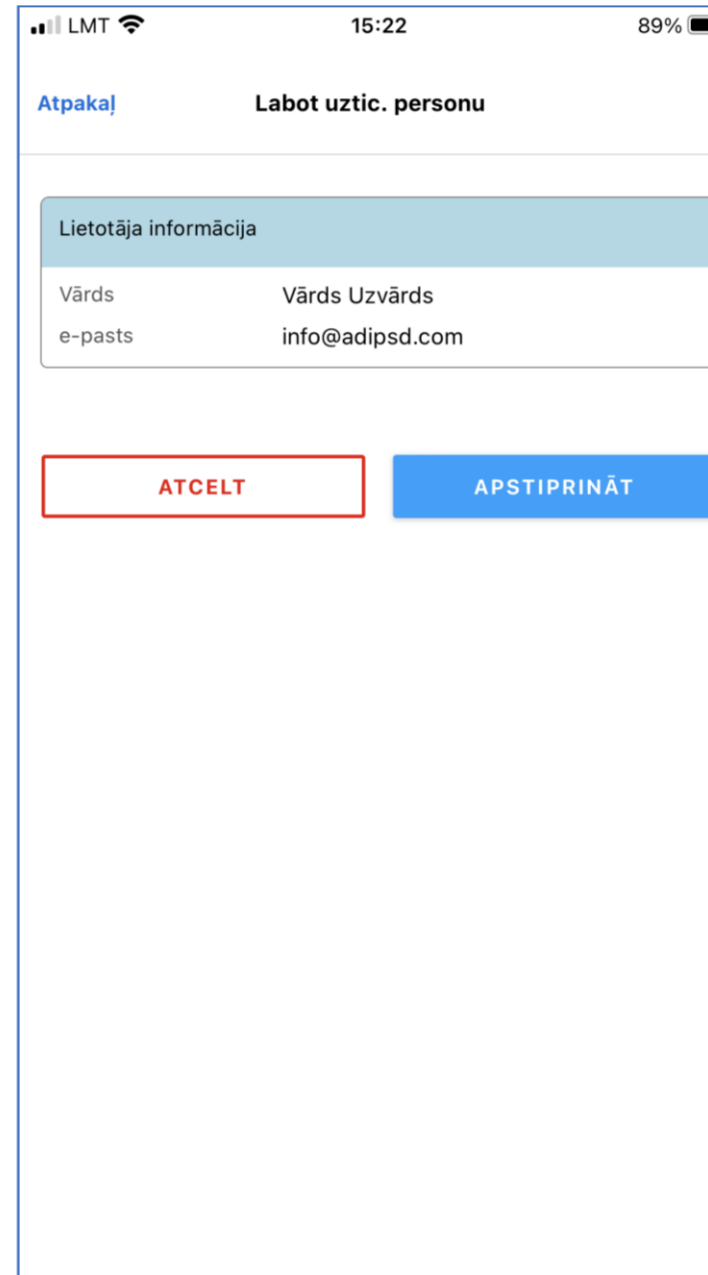 LMT 15:22 89%
Atpakaļ Labot uztic. personu
Lietotāja informācija
Vārds Vārds Uzvārds
e-pasts info@adipsd.com
ATCELT APSTIPRINĀT